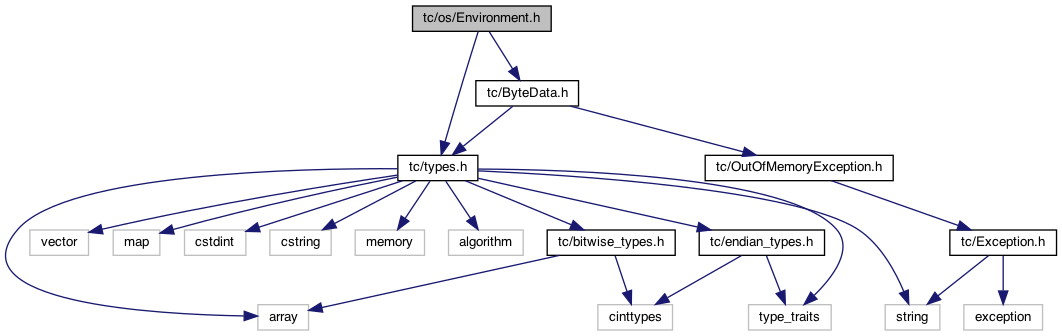 tc/os/Environment.h
tc/ByteData.h
tc/types.h
tc/OutOfMemoryException.h
vector
map
cstdint
cstring
memory
algorithm
tc/bitwise_types.h
tc/endian_types.h
tc/Exception.h
array
cinttypes
type_traits
string
exception